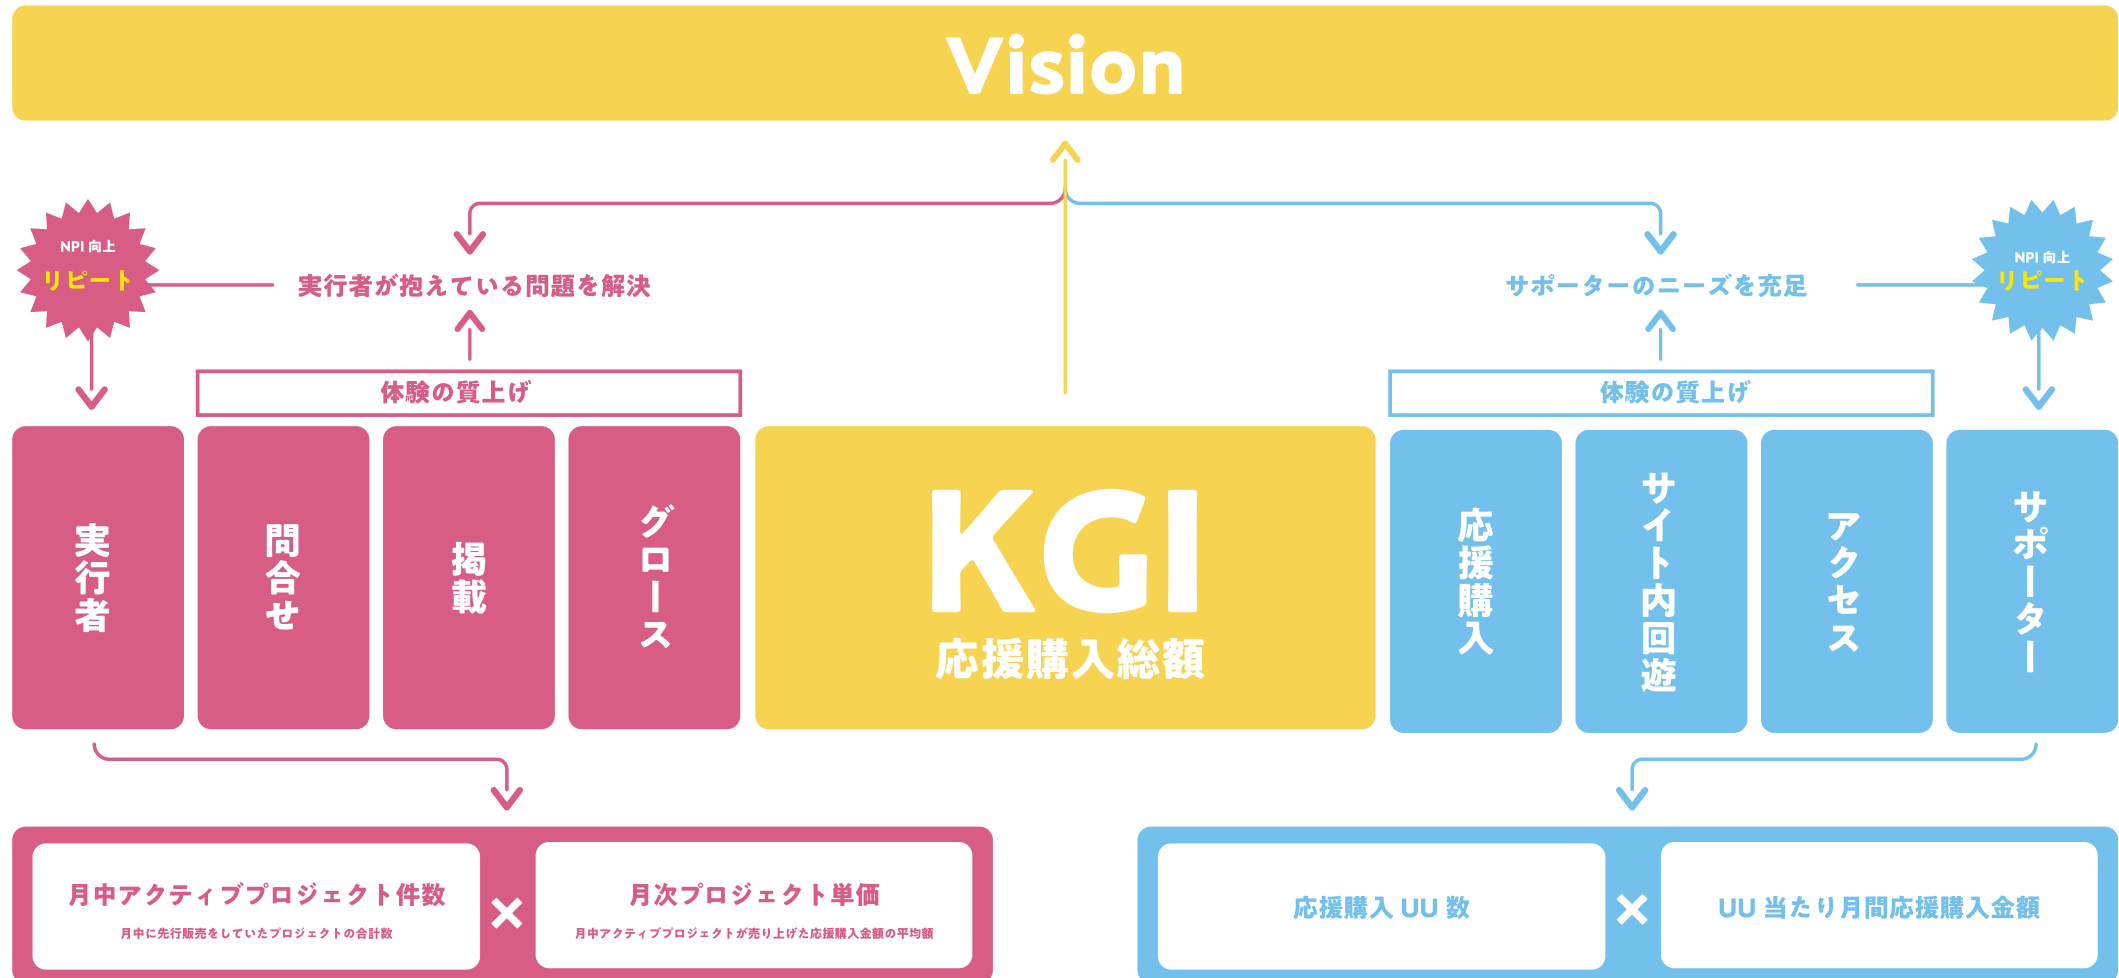 Vision
NPI 向上
リピート
実行者が抱えている問題を解決
サポーターのニーズを充足
NPI 向上
リピート
体験の質上げ
体験の質上げ
実行者
問合せ
掲載
グロース
KGI
応援購入総額
応援購入
サイト内回遊
アクセス
サポーター
月中アクティブプロジェクト件数
月中に先行販売をしていたプロジェクトの合計数
×
月次プロジェクト単価
月中アクティブプロジェクトが売り上げた応援購入金額の平均額
応援購入 UU 数
×
UU 当たり月間応援購入金額